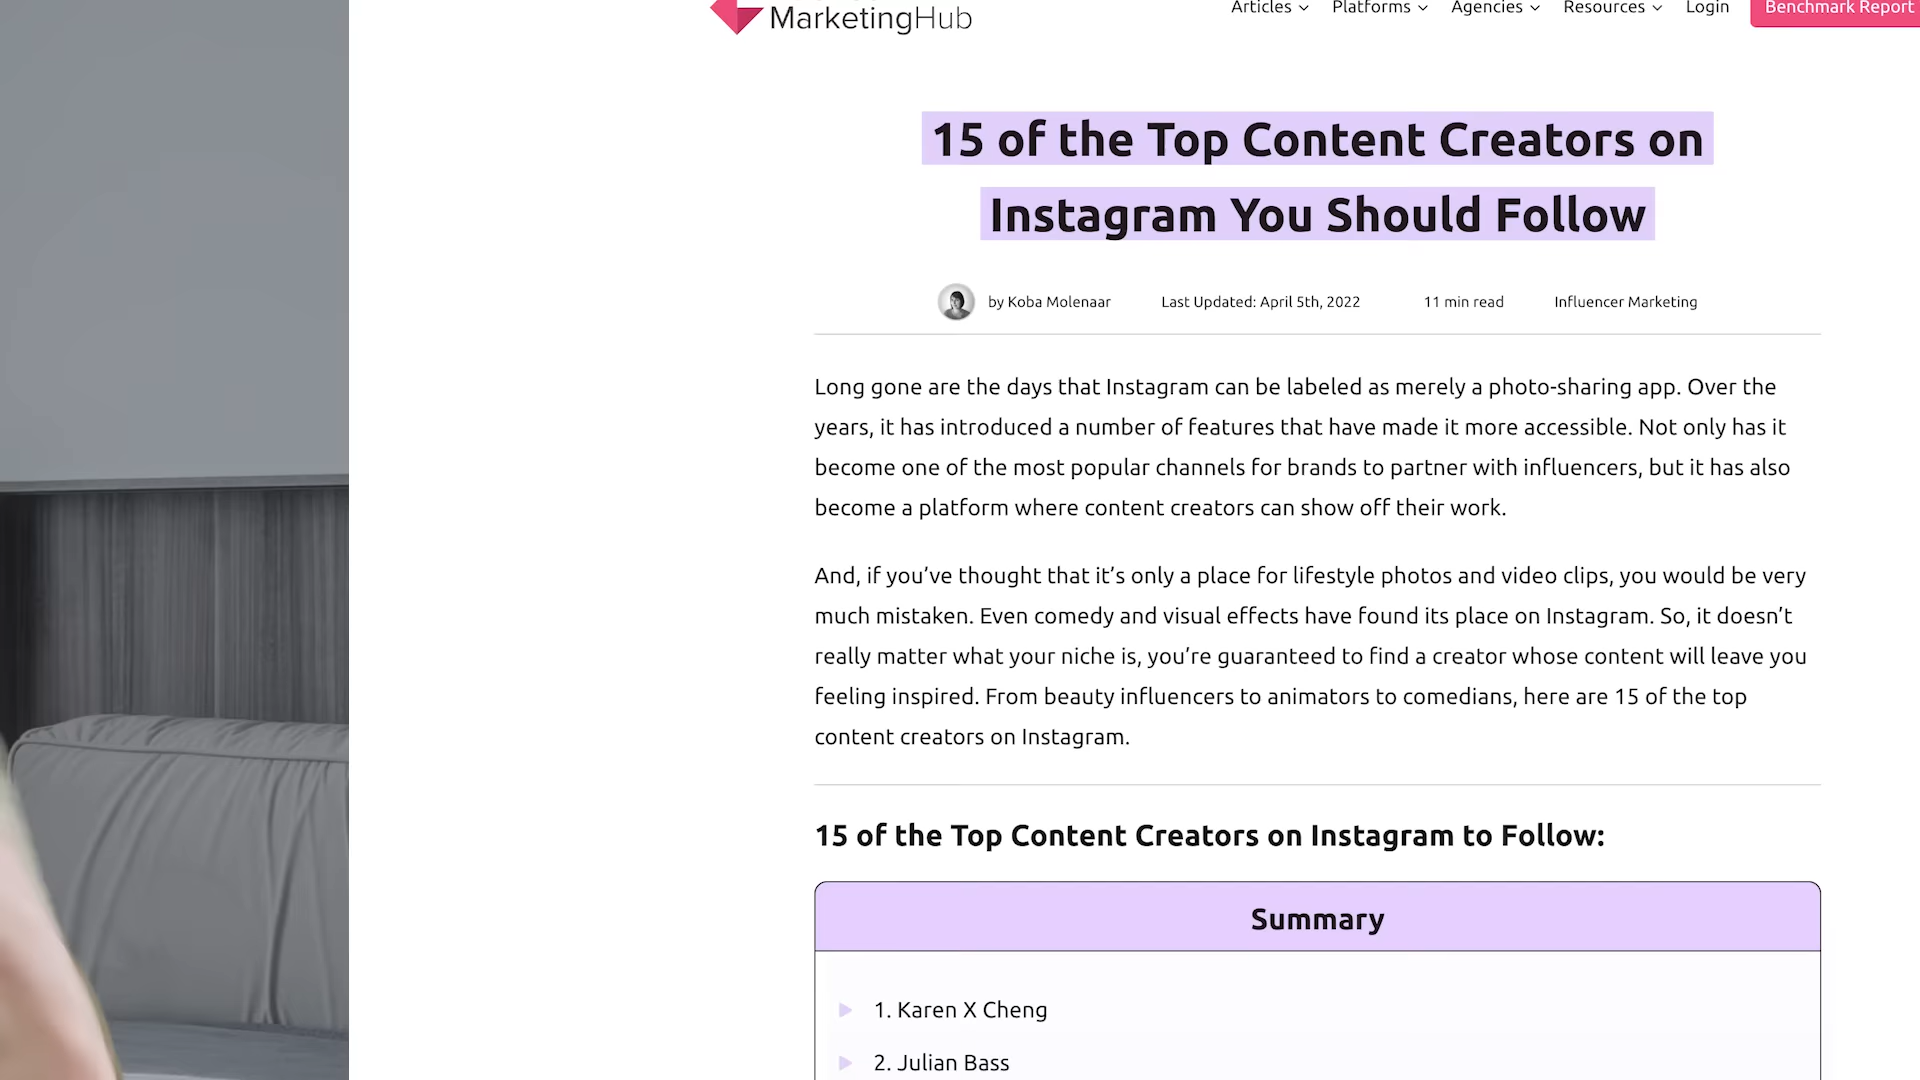 MarketingHub
Articles Platforms Agencies Resources Login Benchmark Report
15 of the Top Content Creators on
Instagram You Should Follow
by Koba Molenaar Last Updated: April 5th, 2022 11 min read Influencer Marketing
Long gone are the days that Instagram can be labeled as merely a photo-sharing app. Over the
years, it has introduced a number of features that have made it more accessible. Not only has it
become one of the most popular channels for brands to partner with influencers, but it has also
become a platform where content creators can show off their work.
And, if you’ve thought that it’s only a place for lifestyle photos and video clips, you would be very
much mistaken. Even comedy and visual effects have found its place on Instagram. So, it doesn’t
really matter what your niche is, you’re guaranteed to find a creator whose content will leave you
feeling inspired. From beauty influencers to animators to comedians, here are 15 of the top
content creators on Instagram.
15 of the Top Content Creators on Instagram to Follow:
Summary
1. Karen X Cheng
2. Julian Bass